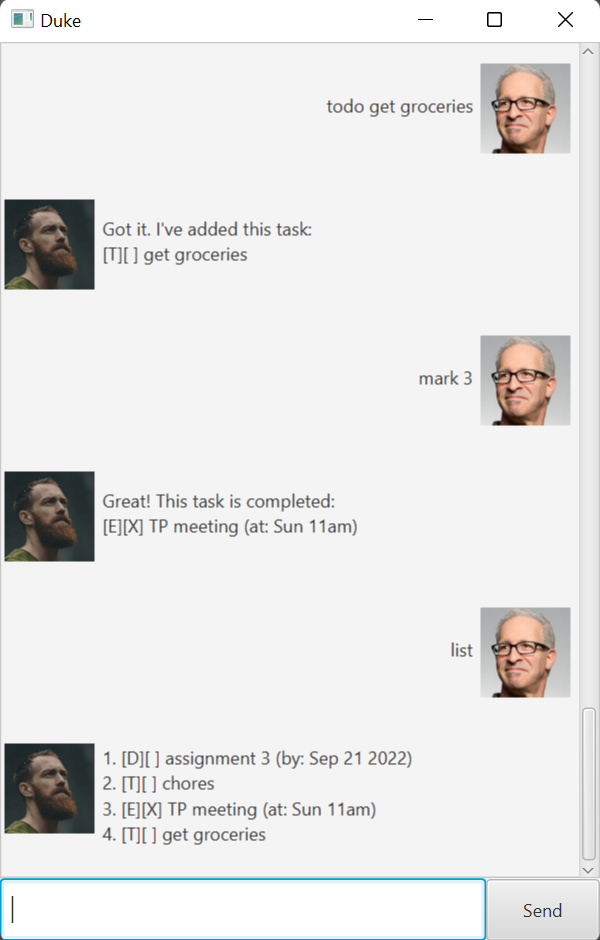 Duke
todo get groceries
Got it. I've added this task:
[T][ ] get groceries
mark 3
Great! This task is completed:
[E][X] TP meeting (at: Sun 11am)
list
1. [D][ ] assignment 3 (by: Sep 21 2022)
2. [T][ ] chores
3. [E][X] TP meeting (at: Sun 11am)
4. [T][ ] get groceries
Send